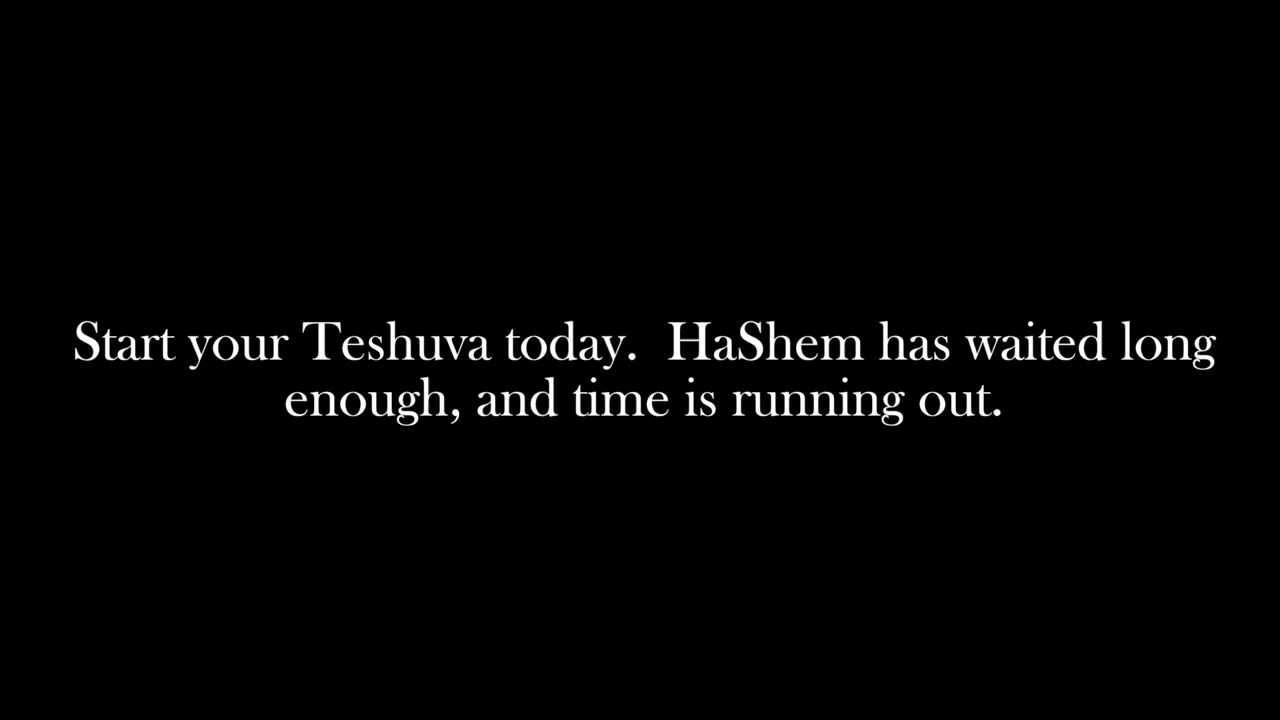 Start your Teshuva today.  HaShem has waited long
enough, and time is running out.